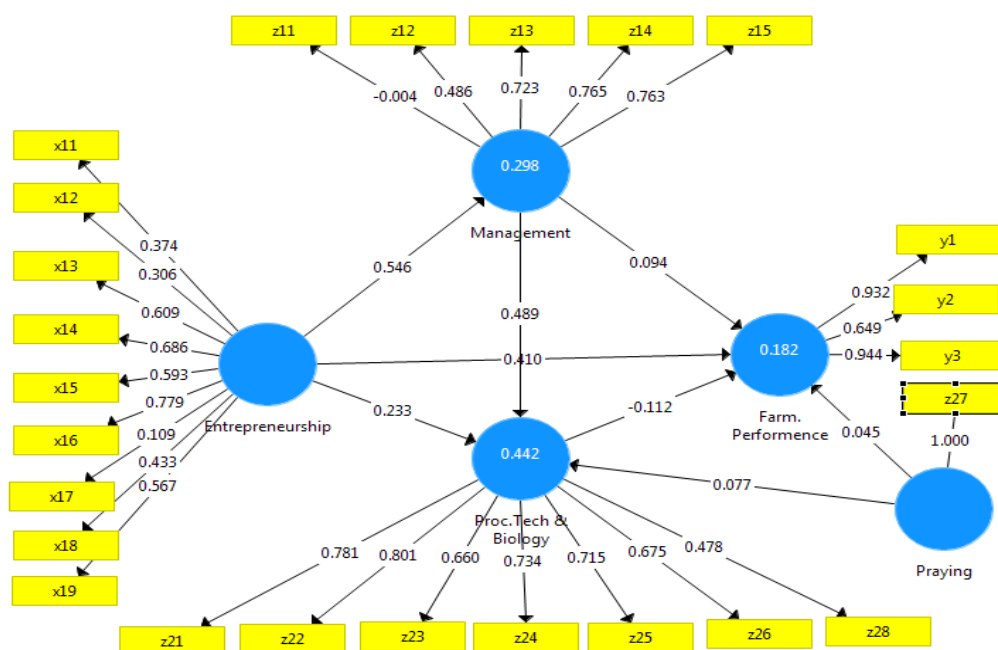 z11
z12
z13
z14
z15
-0.004
0.486
0.723
0.765
0.763
x11
x12
x13
x14
x15
x16
x17
x18
x19
0.374
0.306
0.609
0.686
0.593
0.779
0.109
0.433
0.567
Entrepreneurship
0.298
Management
0.546
0.489
0.094
0.410
0.233
-0.112
0.182
Farm.
Performence
0.932
0.649
0.944
y1
y2
y3
z27
1.000
0.045
0.077
Praying
0.442
Proc.Tech &
Biology
0.781
0.801
0.660
0.734
0.715
0.675
0.478
z21
z22
z23
z24
z25
z26
z28